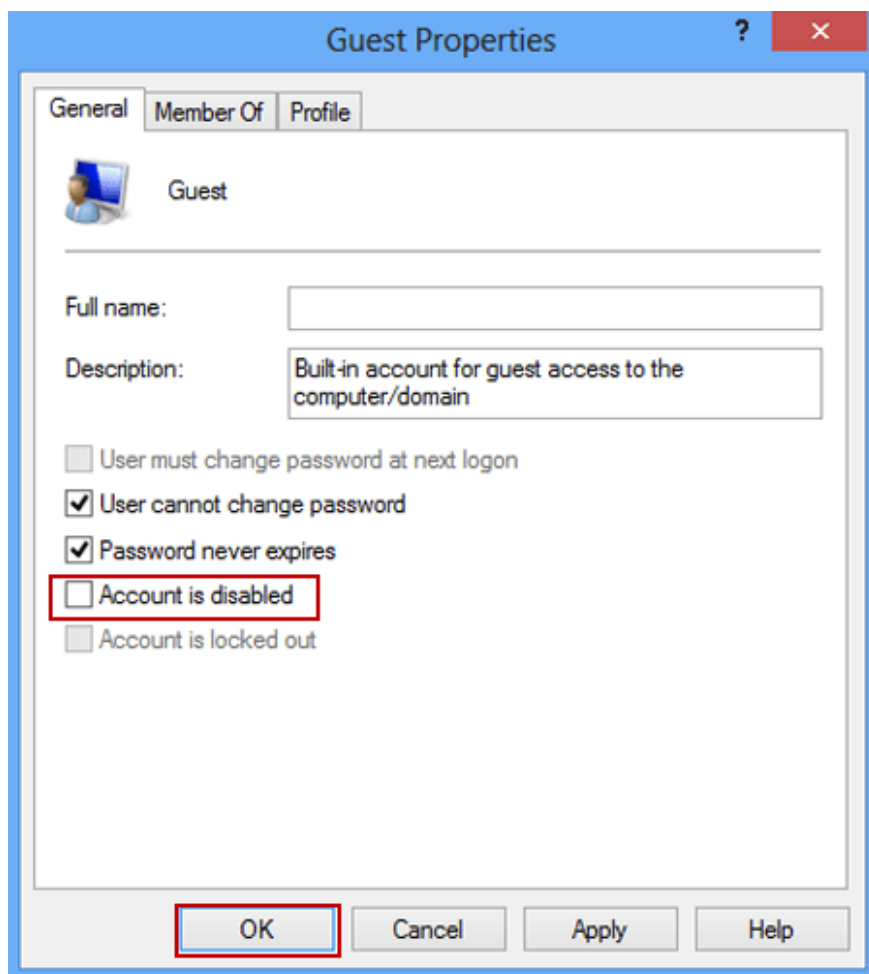 Guest Properties
?
×
General
Member Of
Profile
Guest
Full name:
Description:
Built-in account for guest access to the
computer/domain
User must change password at next logon
User cannot change password
Password never expires
Account is disabled
Account is locked out
OK
Cancel
Apply
Help